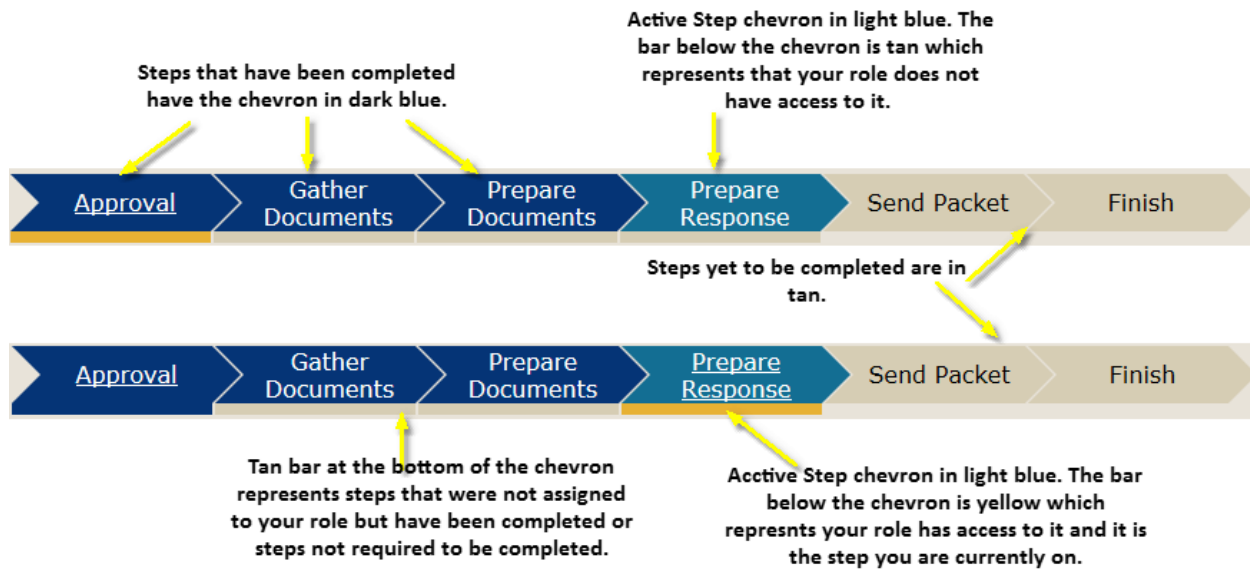 Active Step chevron in light blue. The
bar below the chevron is tan which
represents that your role does not
have access to it.
Steps that have been completed
have the chevron in dark blue.
Approval
Gather
Documents
Prepare
Documents
Prepare
Response
Send Packet
Finish
Steps yet to be completed are in
tan.
Approval
Gather
Documents
Prepare
Documents
Prepare
Response
Send Packet
Finish
Tan bar at the bottom of the chevron
represents steps that were not assigned
to your role but have been completed or
steps not required to be completed.
Acctive Step chevron in light blue. The bar
below the chevron is yellow which
represnts your role has access to it and it is
the step you are currently on.